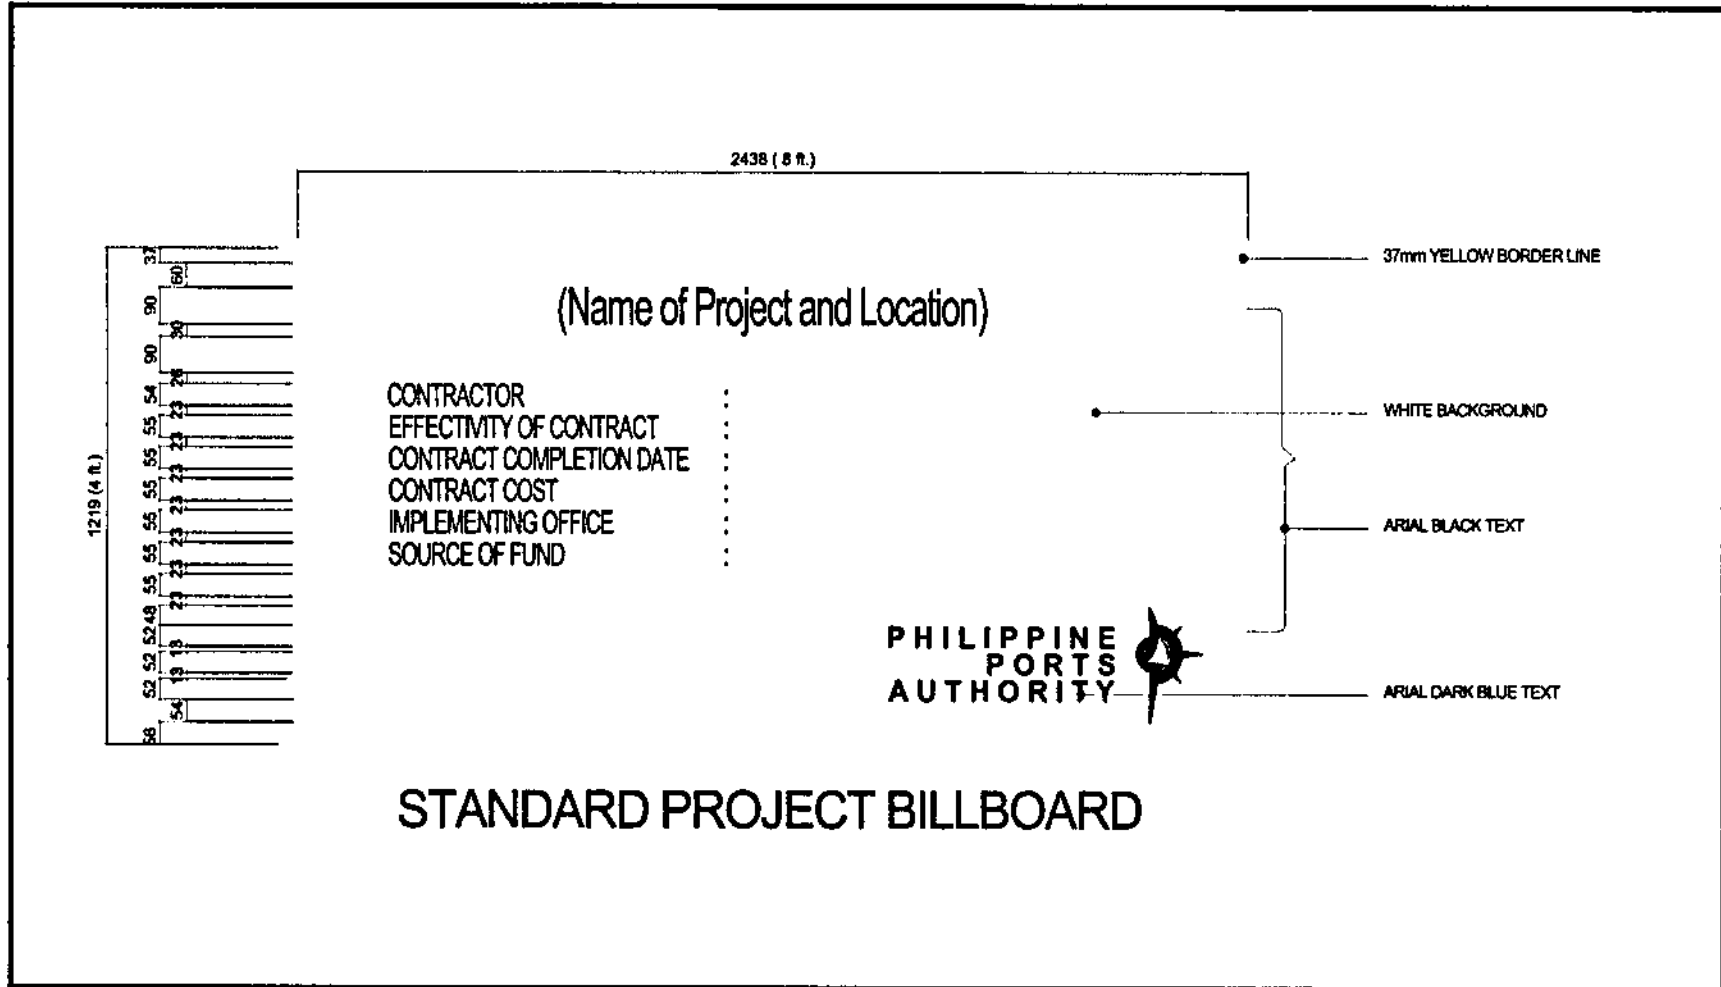 2438 ( 8 ft.)
37
60
90
30
90
26
54
23
55
23
55
23
55
23
55
23
55
23
55
23
48
52
13
52
13
52
54
1219 (4 ft.)
37mm YELLOW BORDER LINE
(Name of Project and Location)
CONTRACTOR :
EFFECTIVITY OF CONTRACT :
CONTRACT COMPLETION DATE :
CONTRACT COST :
IMPLEMENTING OFFICE :
SOURCE OF FUND :
WHITE BACKGROUND
ARIAL BLACK TEXT
PHILIPPINE
PORTS
AUTHORITY
ARIAL DARK BLUE TEXT
STANDARD PROJECT BILLBOARD